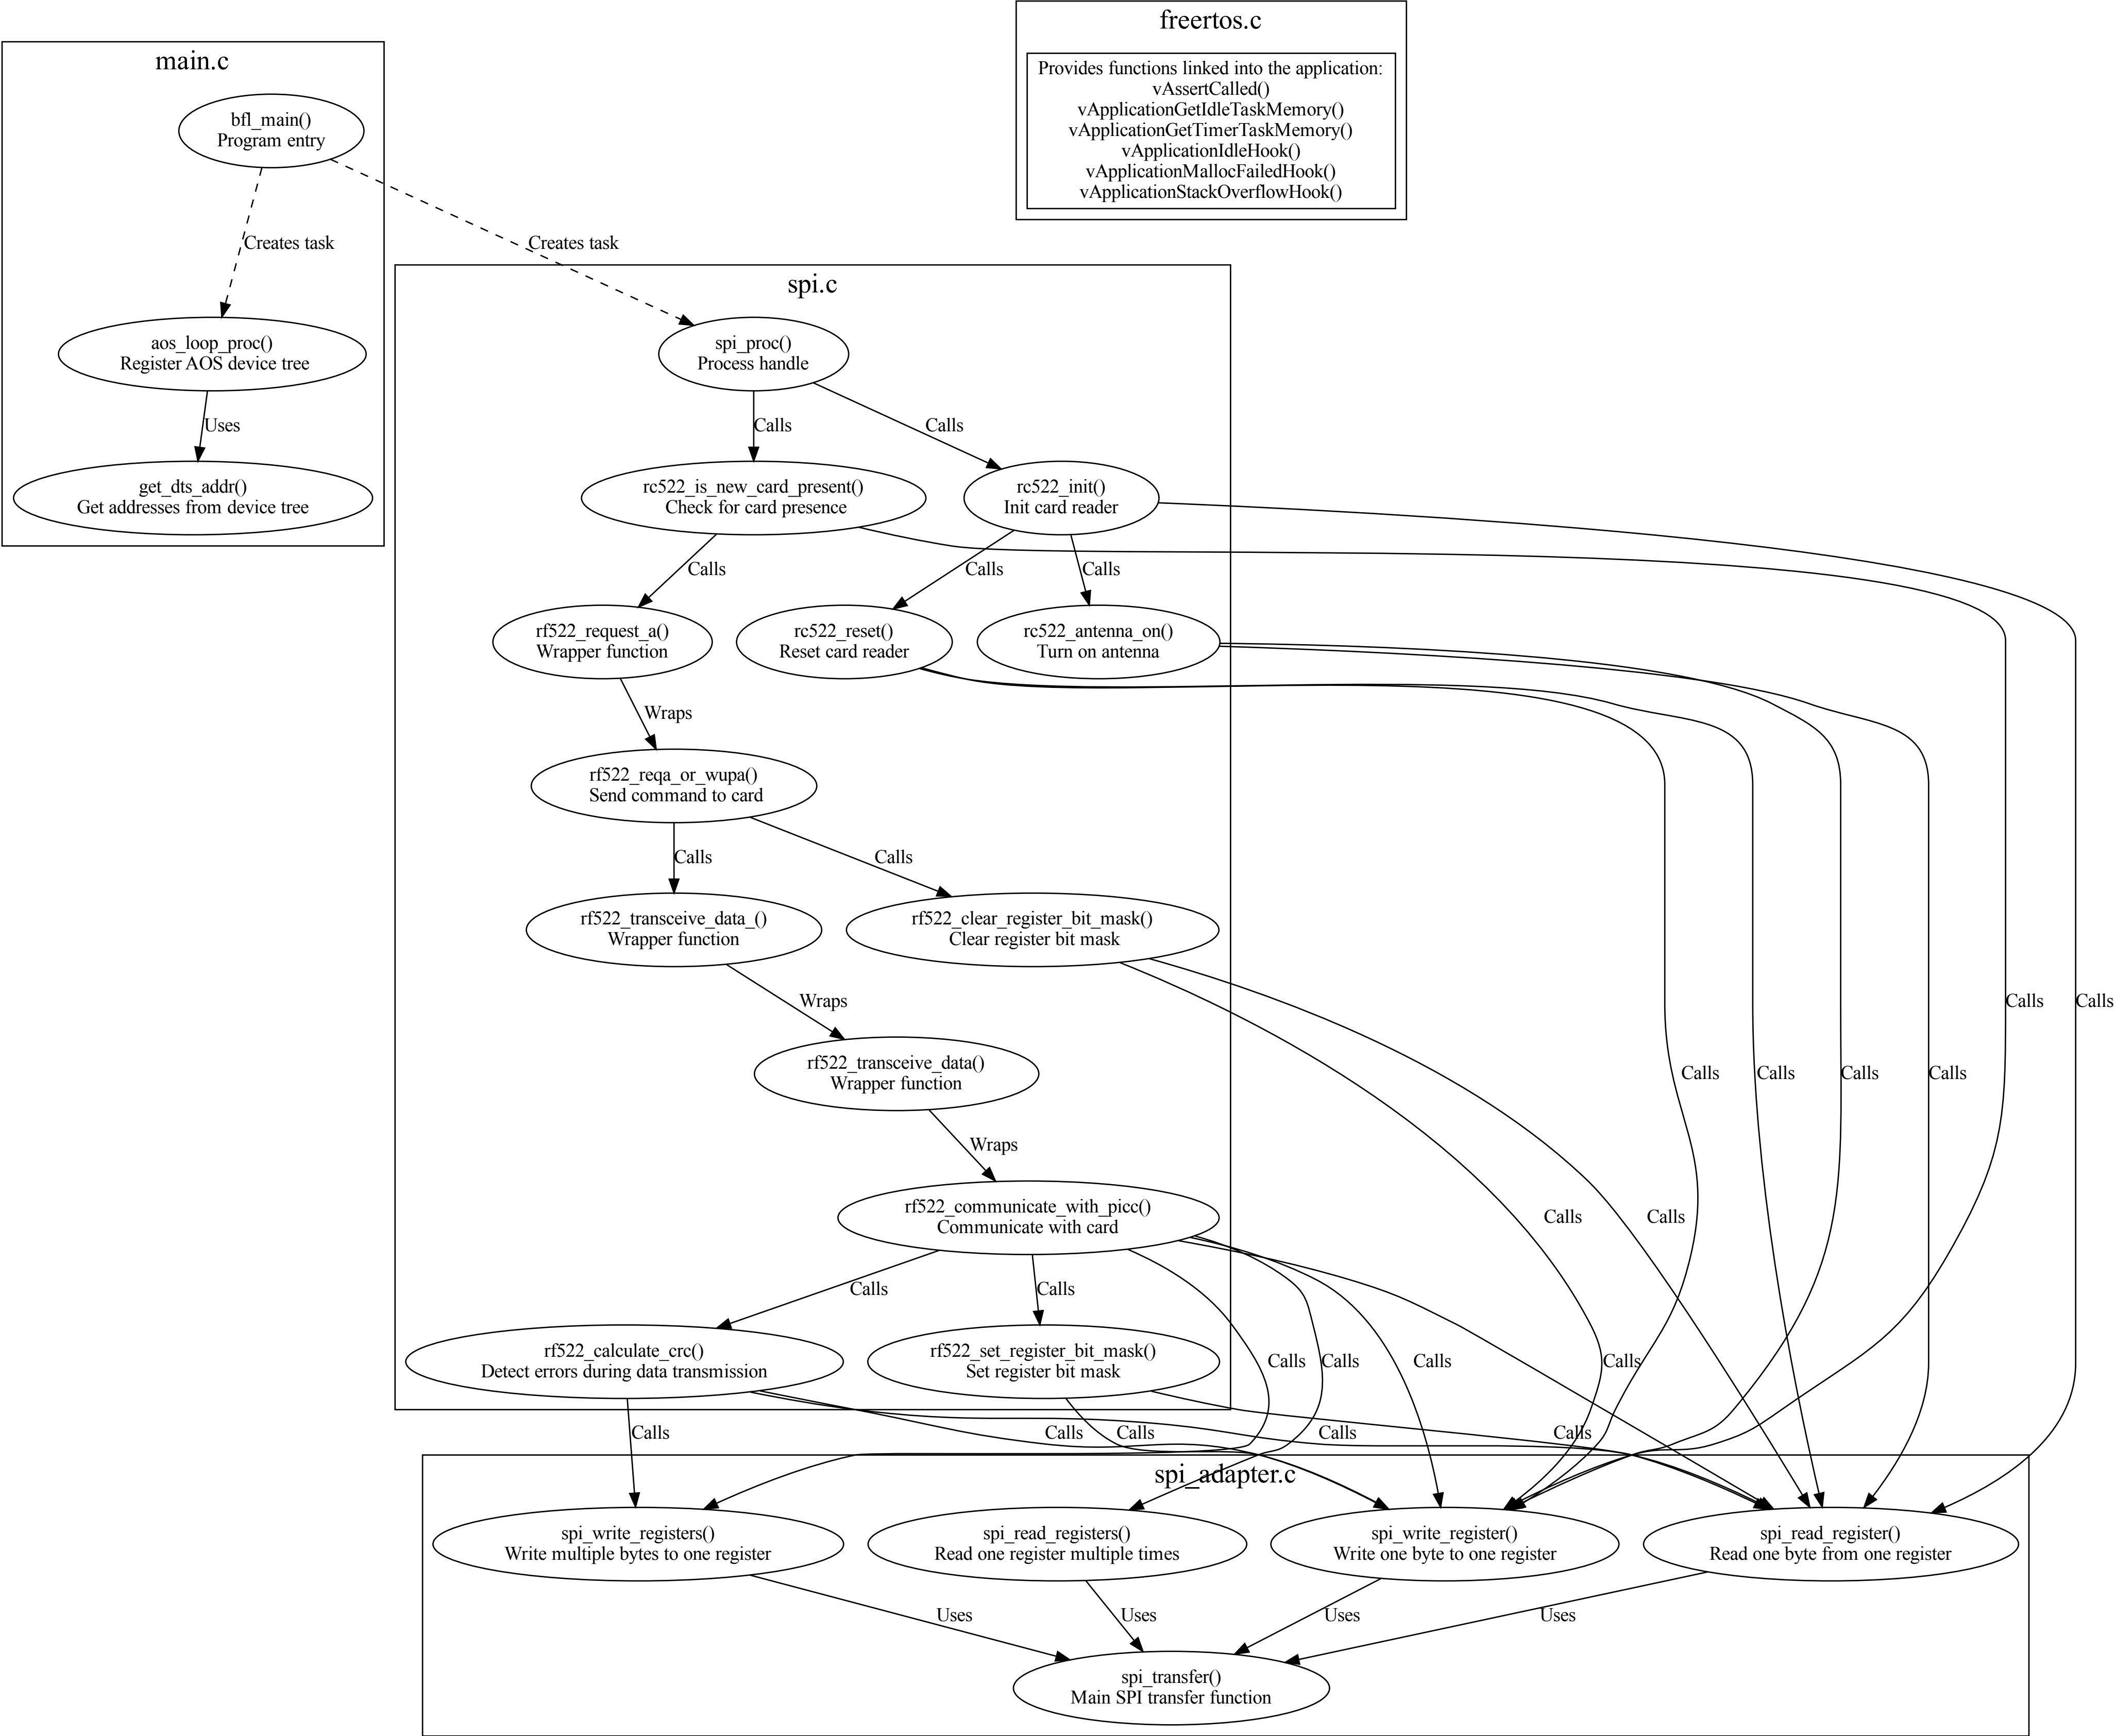 freertos.c
Provides functions linked into the application:
vAssertCalled()
vApplicationGetIdleTaskMemory()
vApplicationGetTimerTaskMemory()
vApplicationIdleHook()
vApplicationMallocFailedHook()
vApplicationStackOverflowHook()
main.c
bfl_main()
Program entry
Creates task
Creates task
aos_loop_proc()
Register AOS device tree
Uses
get_dts_addr()
Get addresses from device tree
spi.c
spi_proc()
Process handle
Calls
Calls
rc522_is_new_card_present()
Check for card presence
rc522_init()
Init card reader
Calls
Calls
Calls
rf522_request_a()
Wrapper function
rc522_reset()
Reset card reader
rc522_antenna_on()
Turn on antenna
Wraps
rf522_reqa_or_wupa()
Send command to card
Calls
Calls
rf522_transceive_data_()
Wrapper function
rf522_clear_register_bit_mask()
Clear register bit mask
Wraps
Calls
Calls
rf522_transceive_data()
Wrapper function
Calls
Calls
Calls
Calls
Wraps
rf522_communicate_with_picc()
Communicate with card
Calls
Calls
Calls
Calls
rf522_calculate_crc()
Detect errors during data transmission
rf522_set_register_bit_mask()
Set register bit mask
Calls
Calls
Calls
Calls
Calls
Calls
Calls
Calls
Calls
spi_adapter.c
spi_write_registers()
Write multiple bytes to one register
spi_read_registers()
Read one register multiple times
spi_write_register()
Write one byte to one register
spi_read_register()
Read one byte from one register
Uses
Uses
Uses
Uses
spi_transfer()
Main SPI transfer function